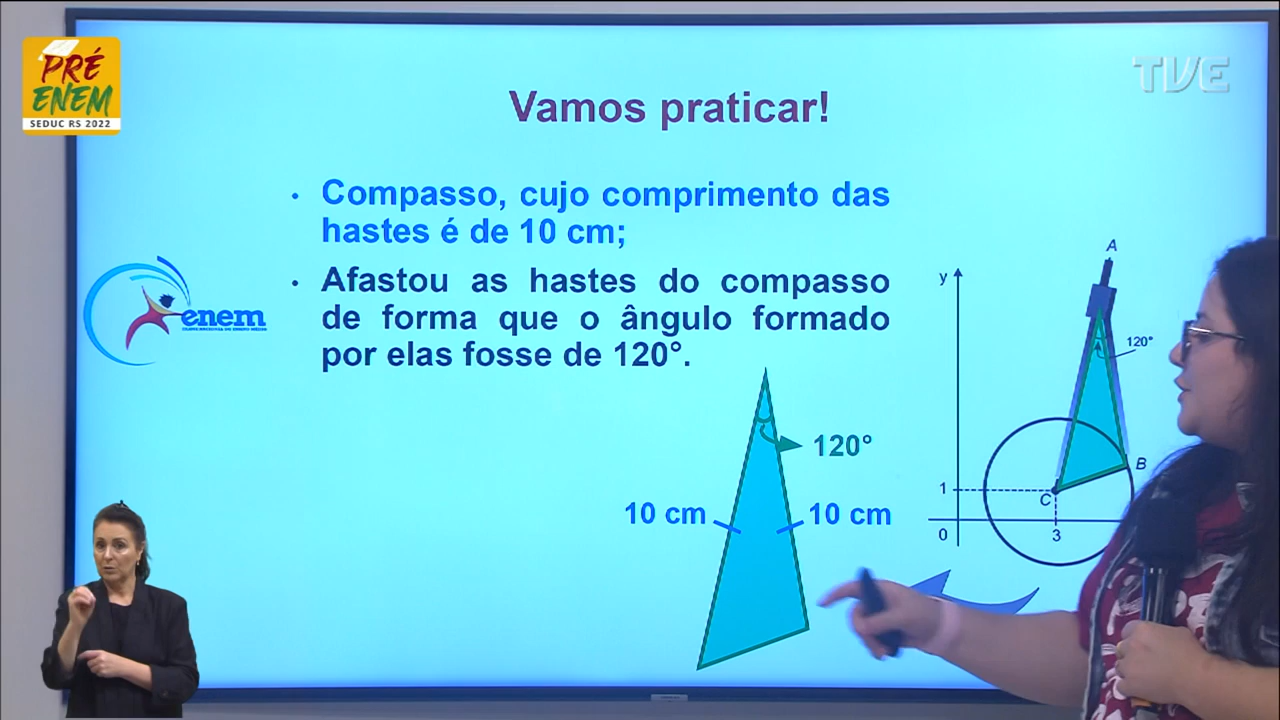 PRÉ
ENEM
SEDUC RS 2022
TVE
Vamos praticar!
• Compasso, cujo comprimento das
hastes é de 10 cm;
• Afastou as hastes do compasso
de forma que o ângulo formado
por elas fosse de 120°.
enem
120°
10 cm
10 cm
A
y
120°
B
1
C
0
3